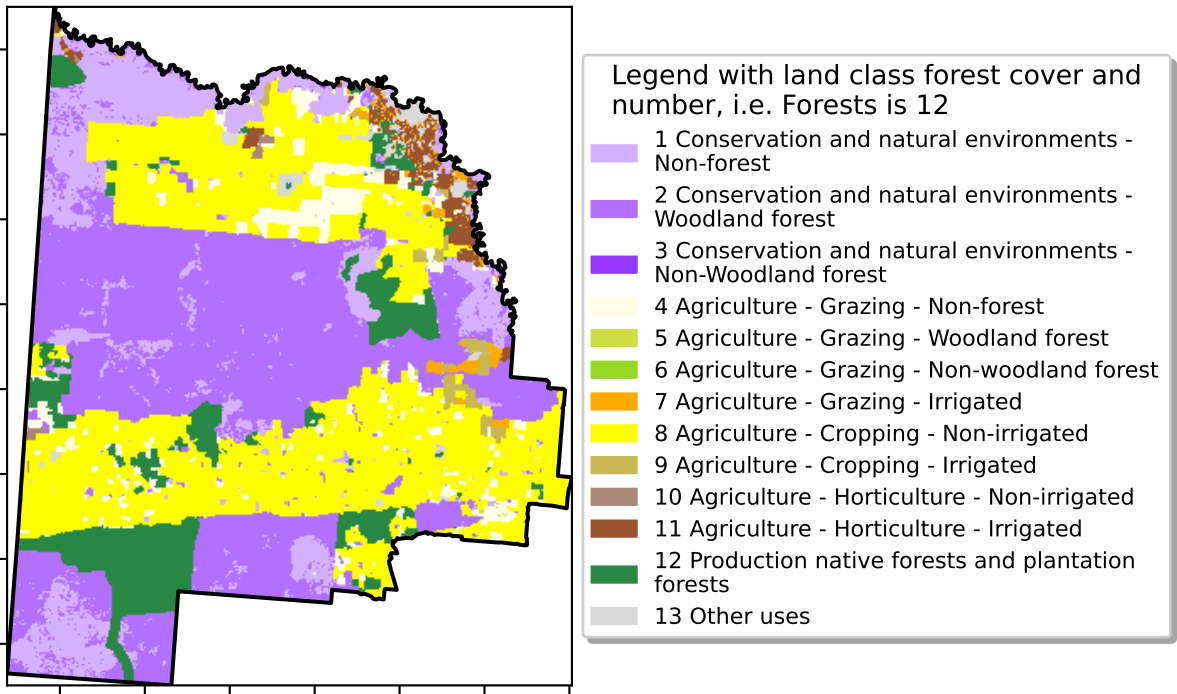 Legend with land class forest cover and
number, i.e. Forests is 12
1 Conservation and natural environments -
Non-forest
2 Conservation and natural environments -
Woodland forest
3 Conservation and natural environments -
Non-Woodland forest
4 Agriculture - Grazing - Non-forest
5 Agriculture - Grazing - Woodland forest
6 Agriculture - Grazing - Non-woodland forest
7 Agriculture - Grazing - Irrigated
8 Agriculture - Cropping - Non-irrigated
9 Agriculture - Cropping - Irrigated
10 Agriculture - Horticulture - Non-irrigated
11 Agriculture - Horticulture - Irrigated
12 Production native forests and plantation
forests
13 Other uses